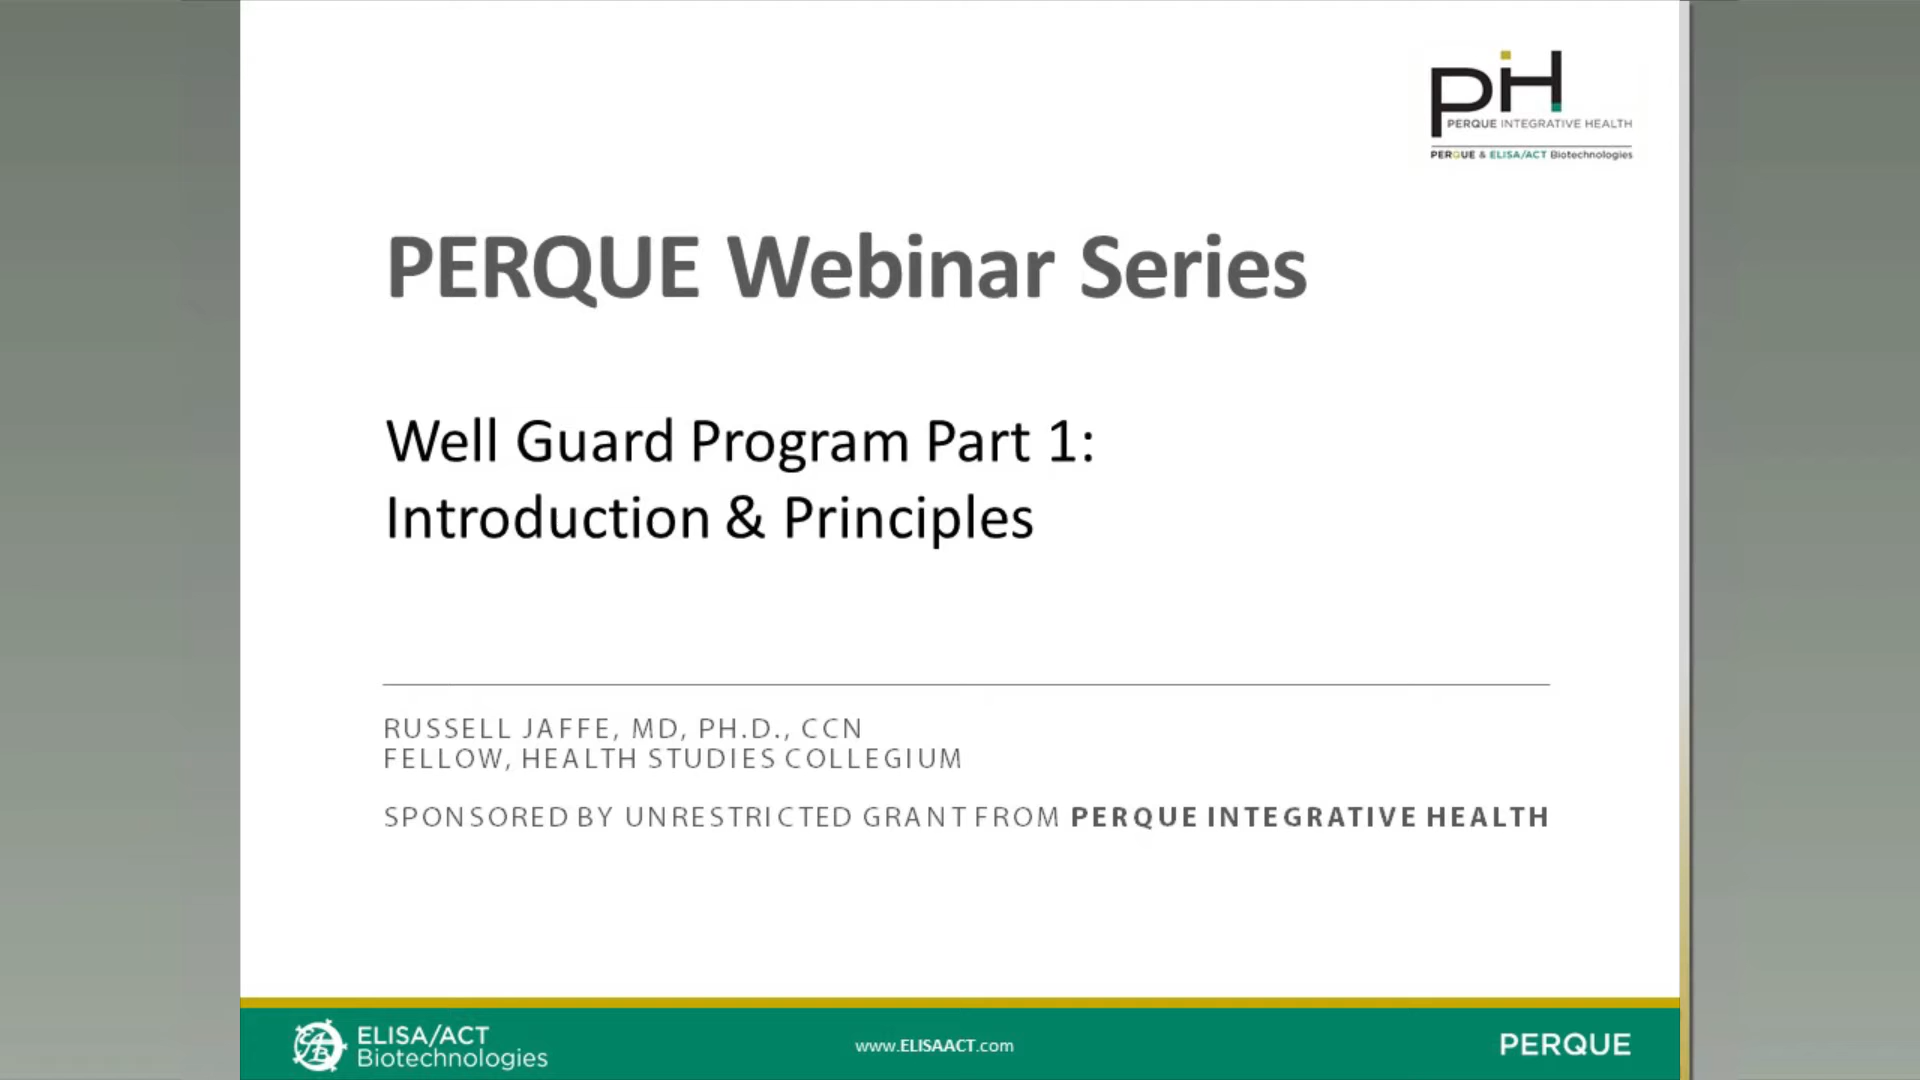 PiH
PERQUE INTEGRATIVE HEALTH
PERQUE & ELISA/ACT Biotechnologies
PERQUE Webinar Series
Well Guard Program Part 1:
Introduction & Principles
RUSSELL JAFFE, MD, PH.D., CCN
FELLOW, HEALTH STUDIES COLLEGIUM
SPONSORED BY UNRESTRICTED GRANT FROM PERQUE INTEGRATIVE HEALTH
ELISA/ACT
Biotechnologies
www.ELISAACT.com
PERQUE